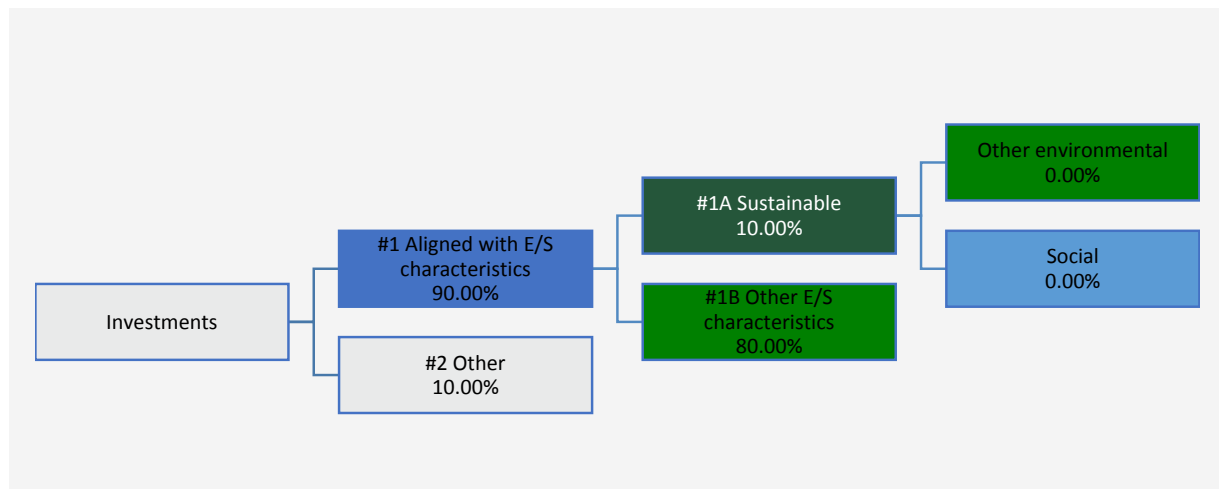 Investments
#1 Aligned with E/S
characteristics
90.00%
#2 Other
10.00%
#1A Sustainable
10.00%
#1B Other E/S
characteristics
80.00%
Other environmental
0.00%
Social
0.00%